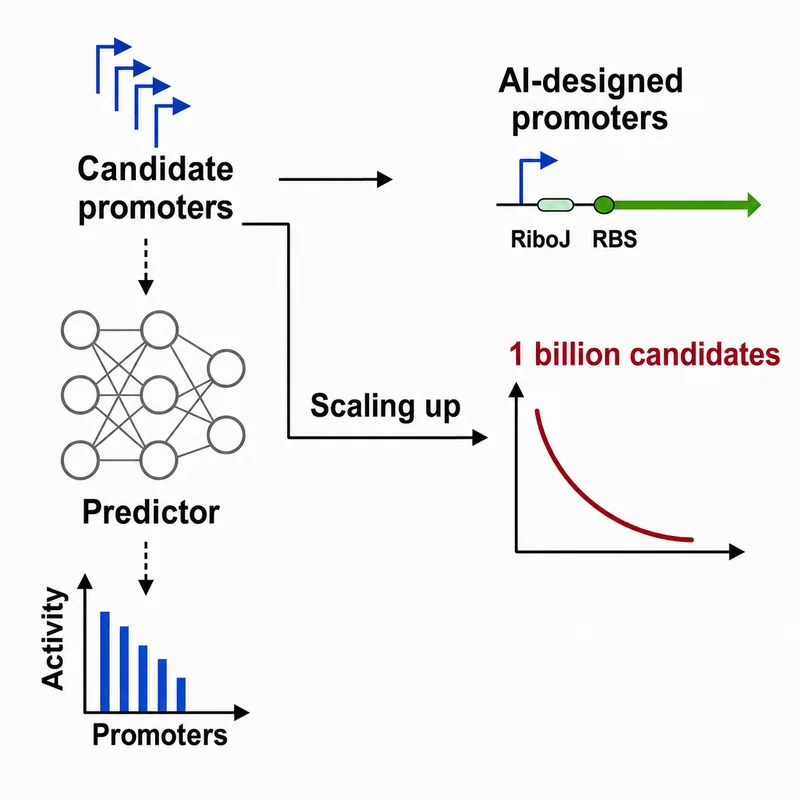 Candidate
promoters
AI-designed
promoters
RiboJ RBS
1 billion candidates
Scaling up
Predictor
Activity
Promoters